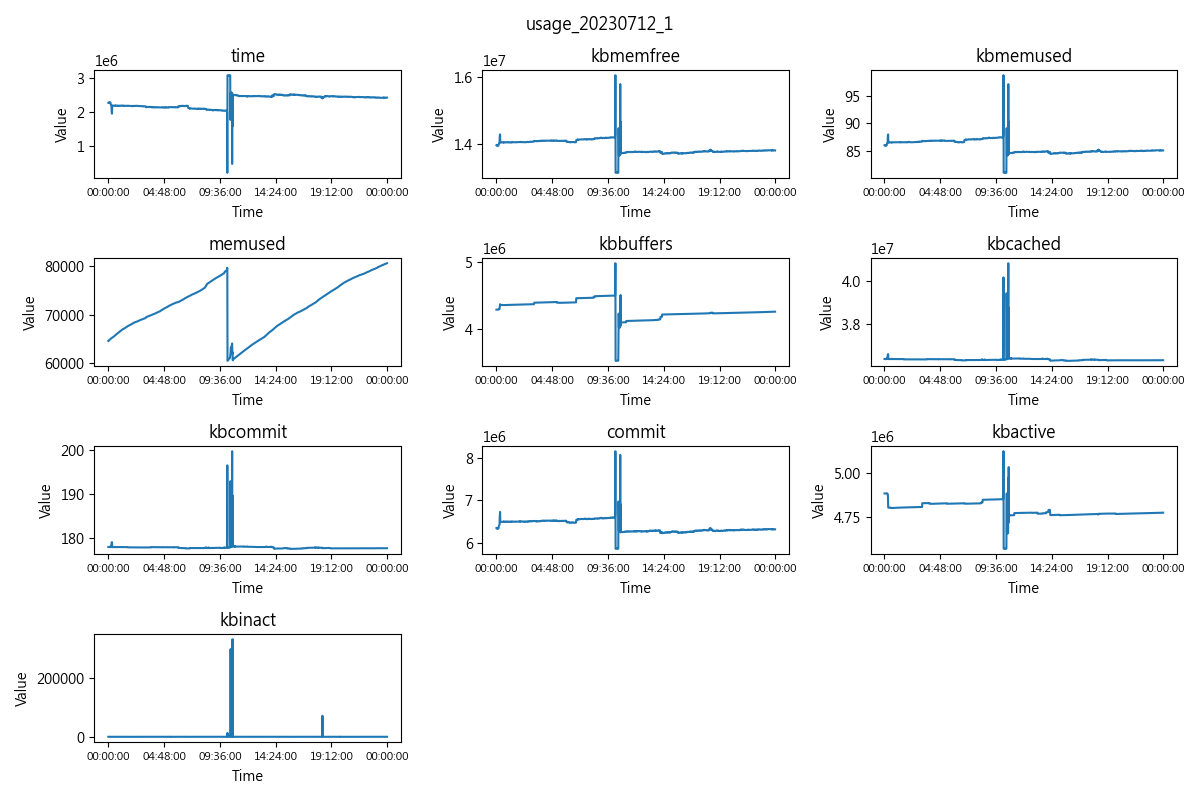 usage_20230712_1
time
1e6
Value
3
2
1
00:00:00 04:48:00 09:36:00 14:24:00 19:12:00 00:00:00
Time
kbmemfree
1e7
Value
1.6
1.4
00:00:00 04:48:00 09:36:00 14:24:00 19:12:00 00:00:00
Time
kbmemused
Value
95
90
85
00:00:00 04:48:00 09:36:00 14:24:00 19:12:00 00:00:00
Time
memused
Value
80000
70000
60000
00:00:00 04:48:00 09:36:00 14:24:00 19:12:00 00:00:00
Time
kbbuffers
1e6
Value
5
4
00:00:00 04:48:00 09:36:00 14:24:00 19:12:00 00:00:00
Time
kbcached
1e7
Value
4.0
3.8
00:00:00 04:48:00 09:36:00 14:24:00 19:12:00 00:00:00
Time
kbcommit
Value
200
190
180
00:00:00 04:48:00 09:36:00 14:24:00 19:12:00 00:00:00
Time
commit
1e6
Value
8
7
6
00:00:00 04:48:00 09:36:00 14:24:00 19:12:00 00:00:00
Time
kbactive
1e6
Value
5.00
4.75
00:00:00 04:48:00 09:36:00 14:24:00 19:12:00 00:00:00
Time
kbinact
Value
200000
0
00:00:00 04:48:00 09:36:00 14:24:00 19:12:00 00:00:00
Time